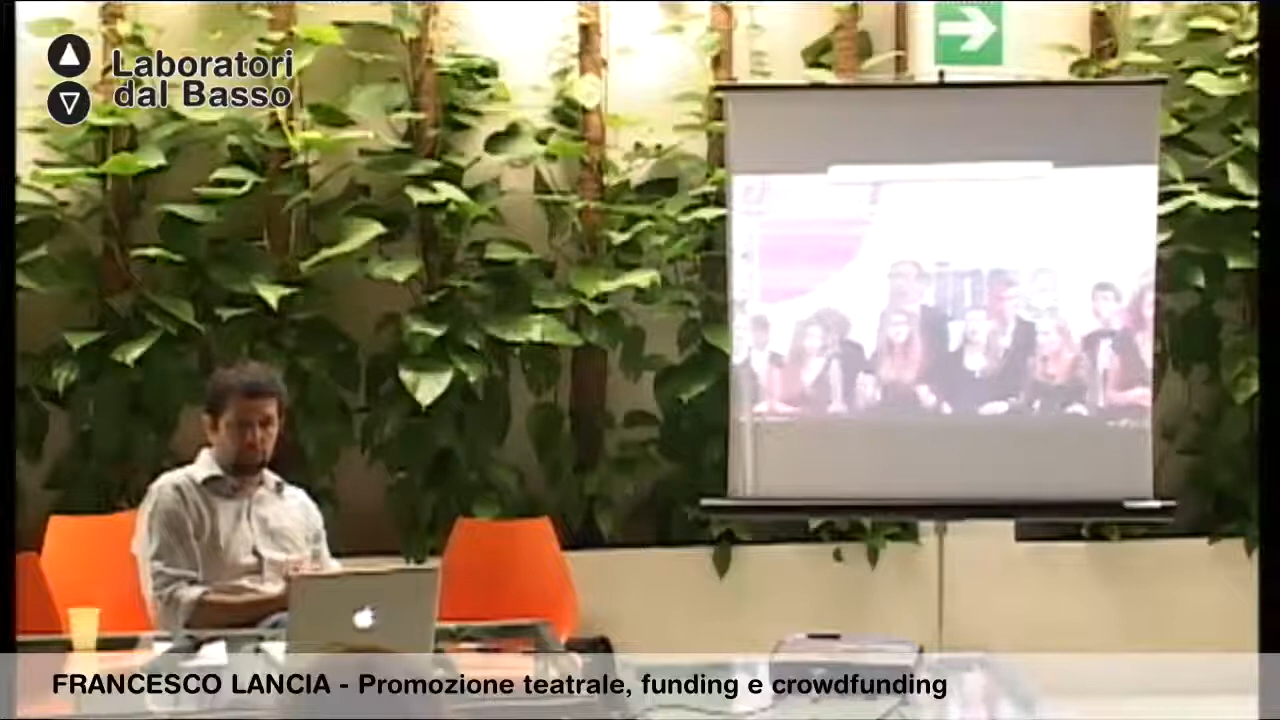 Laboratori
dal Basso
FRANCESCO LANCIA - Promozione teatrale, funding e crowdfunding